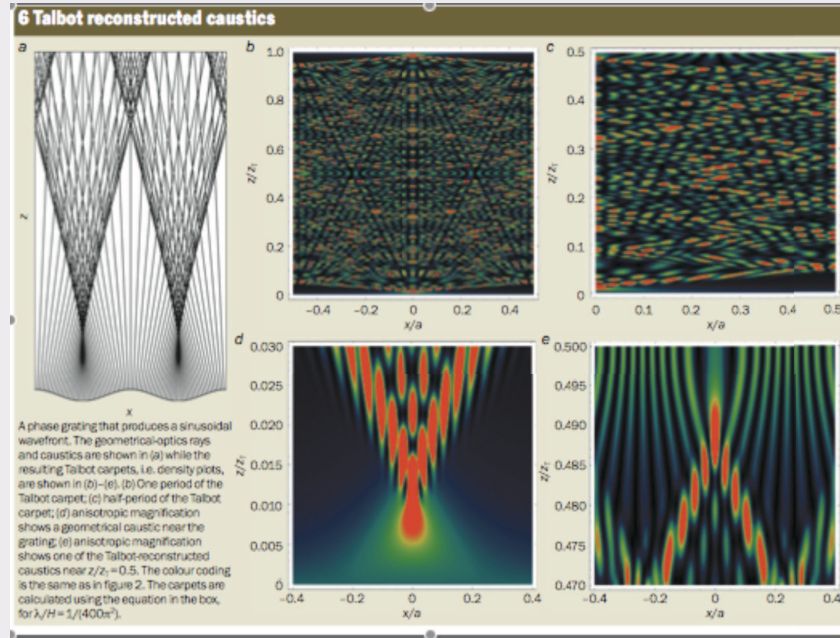 6 Talbot reconstructed caustics
a
z
x
b
1.0
0.8
0.6
0.4
0.2
0
z/z_T
−0.4 −0.2 0 0.2 0.4
x/a
c
0.5
0.4
0.3
0.2
0.1
0
z/z_T
0 0.1 0.2 0.3 0.4 0.5
x/a
A phase grating that produces a sinusoidal
wavefront. The geometrical-optics rays
and caustics are shown in (a) while the
resulting Talbot carpets, i.e. density plots,
are shown in (b)–(e). (b) One period of the
Talbot carpet; (c) half-period of the Talbot
carpet; (d) anisotropic magnification
shows a geometrical caustic near the
grating; (e) anisotropic magnification
shows one of the Talbot-reconstructed
caustics near z/z_T = 0.5. The colour coding
is the same as in figure 2. The carpets are
calculated using the equation in the box,
for λ/H = 1/(400π²).
d
0.030
0.025
0.020
0.015
0.010
0.005
0
z/z_T
−0.4 −0.2 0 0.2 0.4
x/a
e
0.500
0.495
0.490
0.485
0.480
0.475
0.470
z/z_T
−0.4 −0.2 0 0.2 0.4
x/a